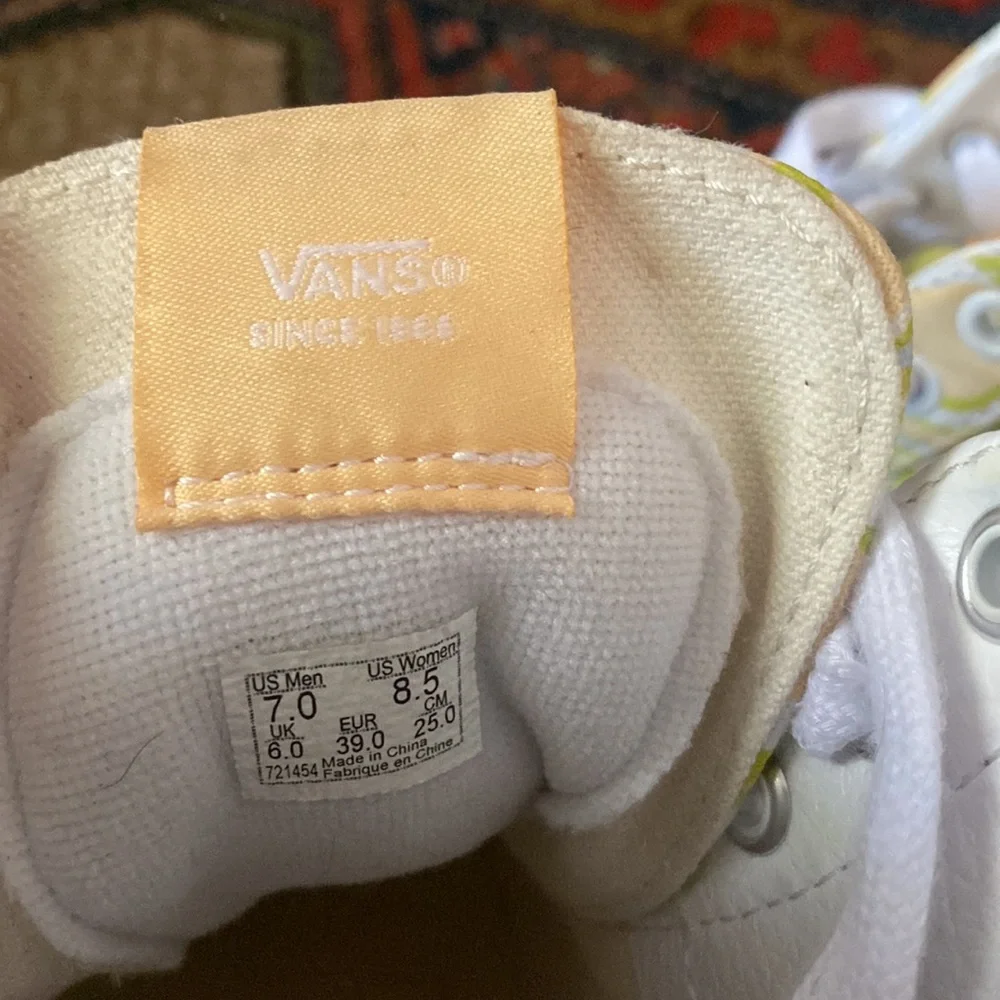 VANS®
SINCE 1966
US Men US Women
7.0 8.5
UK EUR CM
6.0 39.0 25.0
721454 Made in China
Fabrique en Chine